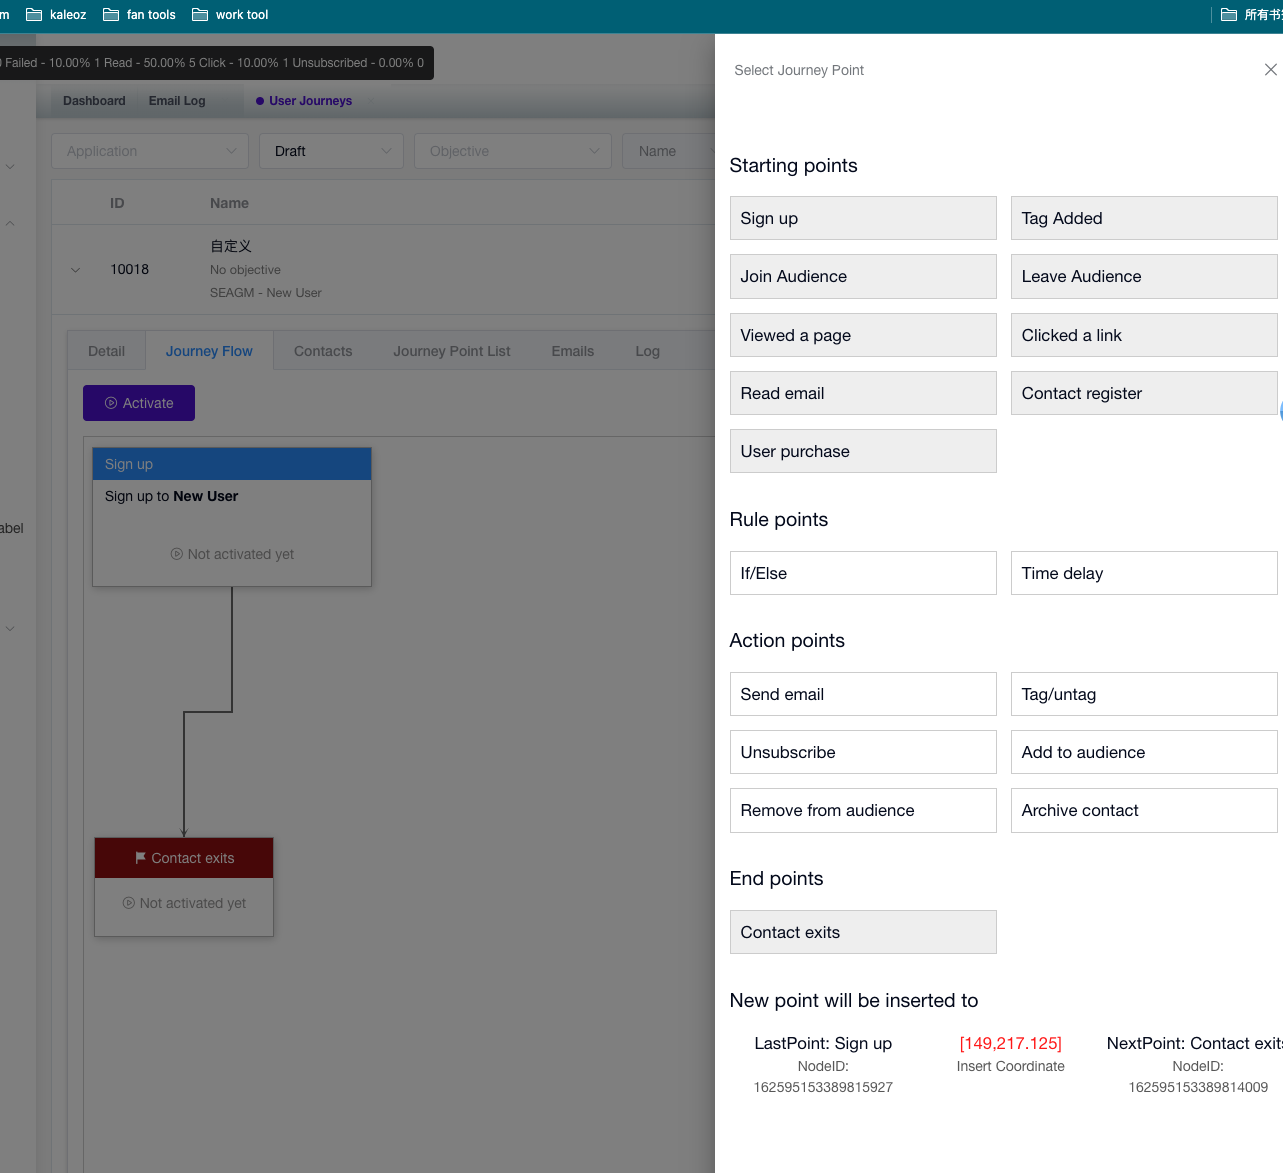 m kaleoz fan tools work tool 所有书
Failed - 10.00% 1 Read - 50.00% 5 Click - 10.00% 1 Unsubscribed - 0.00% 0
Select Journey Point
Dashboard Email Log User Journeys
Application Draft Objective Name
Starting points
ID Name
Sign up Tag Added
自定义
10018
No objective
SEAGM - New User
Join Audience Leave Audience
Viewed a page Clicked a link
Detail Journey Flow Contacts Journey Point List Emails Log
Read email Contact register
Activate
User purchase
Sign up
Sign up to New User
Not activated yet
abel
Rule points
If/Else Time delay
Action points
Send email Tag/untag
Unsubscribe Add to audience
Remove from audience Archive contact
Contact exits
Not activated yet
End points
Contact exits
New point will be inserted to
LastPoint: Sign up [149,217.125] NextPoint: Contact exits
NodeID: Insert Coordinate NodeID:
162595153389815927 162595153389814009